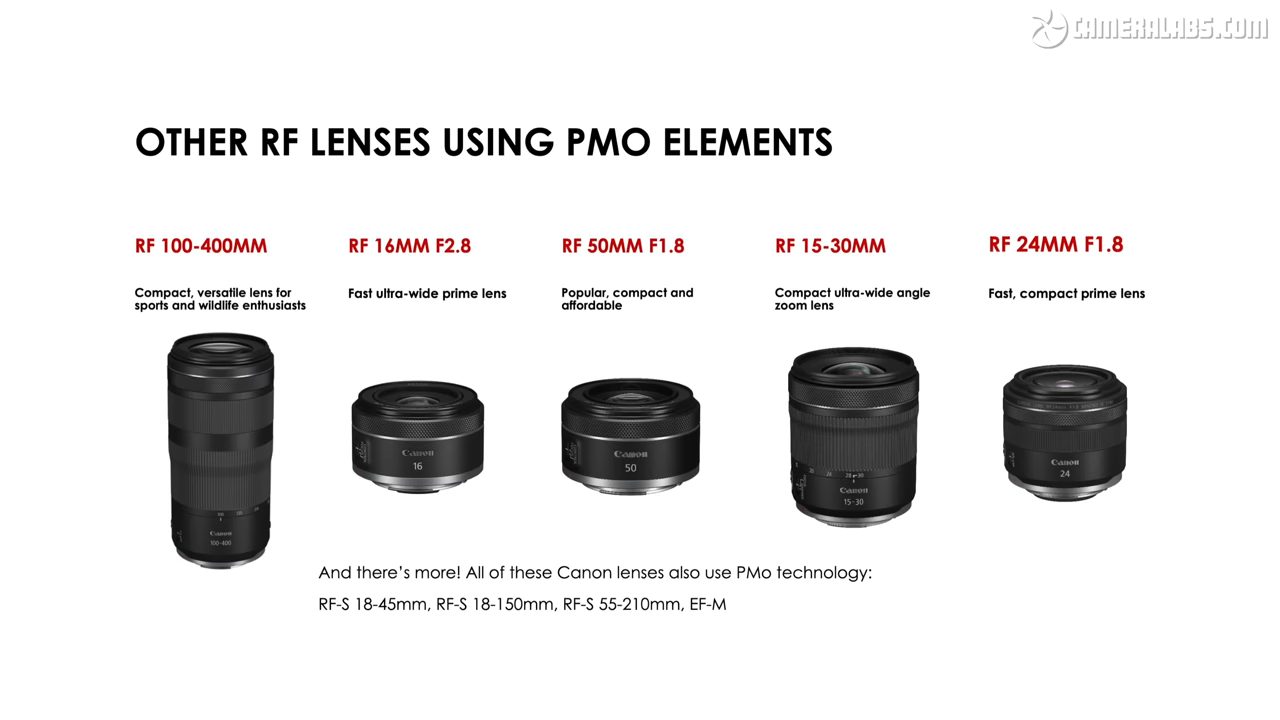 CAMERALABS.COM
OTHER RF LENSES USING PMO ELEMENTS
RF 100-400MM
Compact, versatile lens for
sports and wildlife enthusiasts
RF 16MM F2.8
Fast ultra-wide prime lens
RF 50MM F1.8
Popular, compact and
affordable
RF 15-30MM
Compact ultra-wide angle
zoom lens
RF 24MM F1.8
Fast, compact prime lens
Canon
100-400
Canon
16
Canon
50
Canon
15-30
Canon
24
And there's more! All of these Canon lenses also use PMo technology:
RF-S 18-45mm, RF-S 18-150mm, RF-S 55-210mm, EF-M